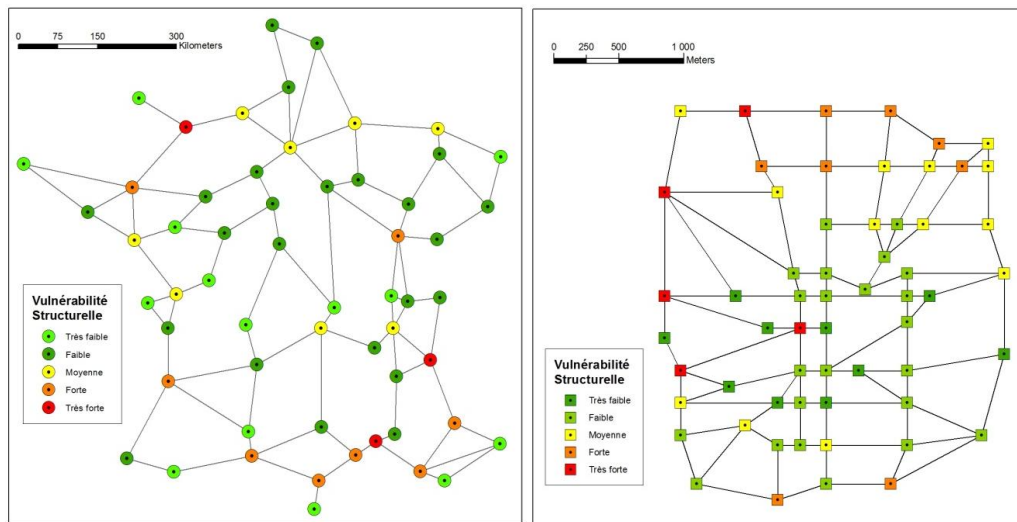 0 75 150 300
Kilometers
Vulnérabilité
Structurelle
Très faible
Faible
Moyenne
Forte
Très forte
0 250 500 1 000
Meters
Vulnérabilité
Structurelle
Très faible
Faible
Moyenne
Forte
Très forte